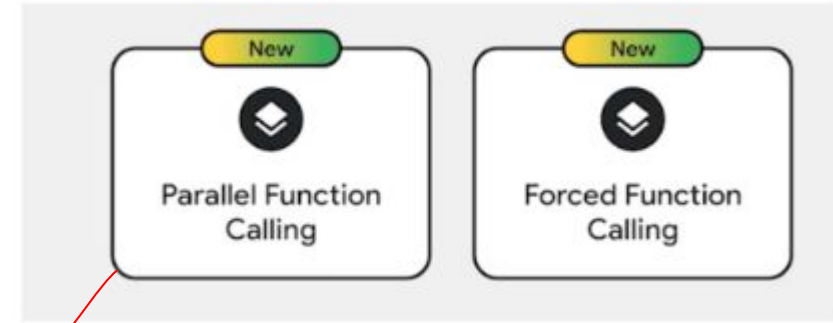 New
Parallel Function
Calling
New
Forced Function
Calling